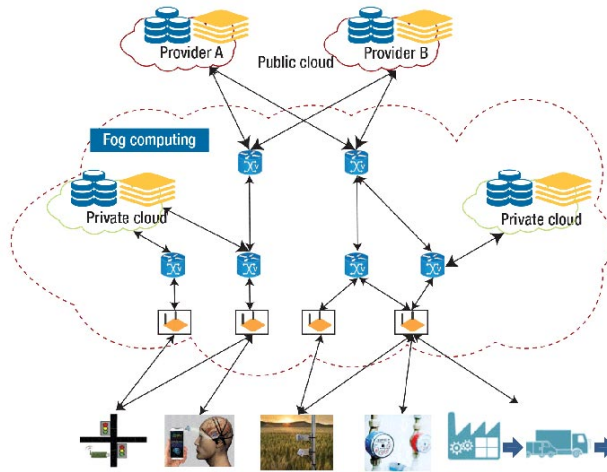 Provider A
Public cloud
Provider B
Fog computing
Private cloud
Private cloud